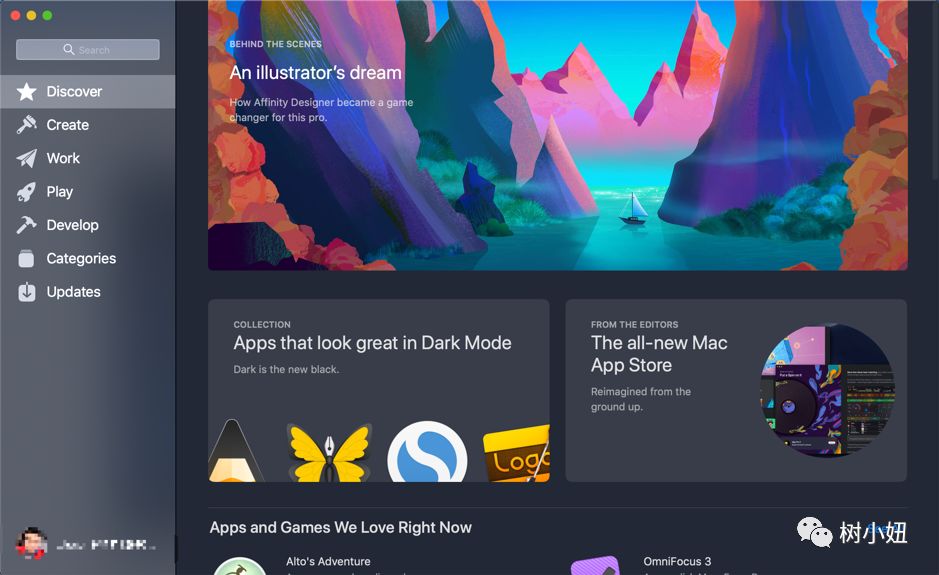 Search
Discover
Create
Work
Play
Develop
Categories
Updates
BEHIND THE SCENES
An illustrator's dream
How Affinity Designer became a game
changer for this pro.
COLLECTION
Apps that look great in Dark Mode
Dark is the new black.
Logo
FROM THE EDITORS
The all-new Mac
App Store
Reimagined from the
ground up.
Apps and Games We Love Right Now
树小妞
Alto's Adventure
OmniFocus 3